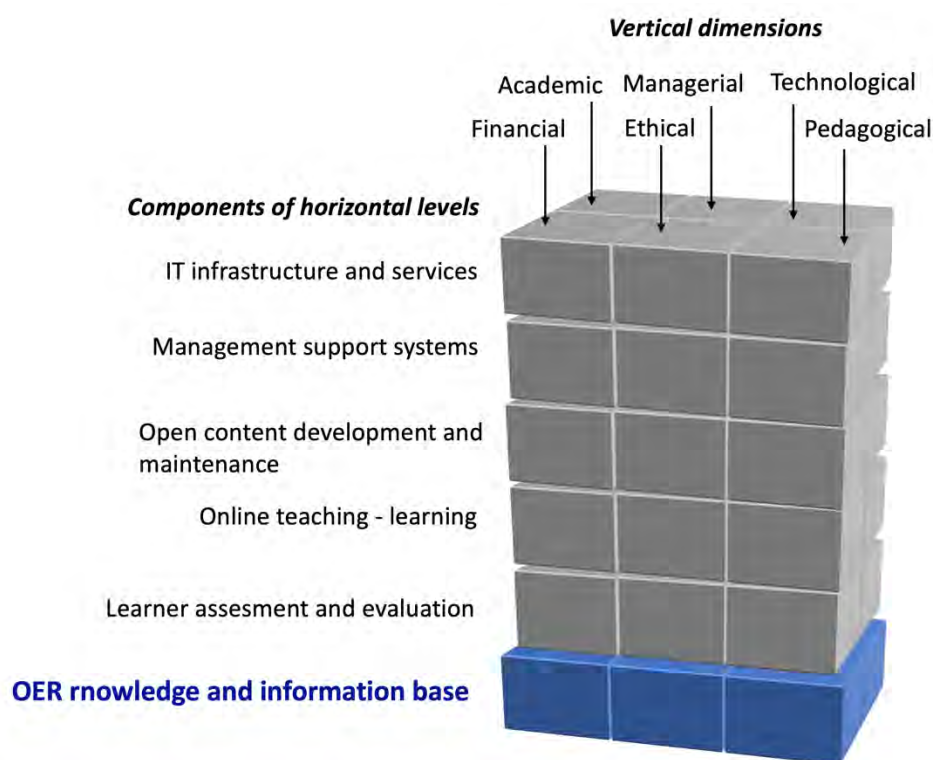 Vertical dimensions
Academic Managerial Technological
Financial Ethical Pedagogical
Components of horizontal levels
IT infrastructure and services
Management support systems
Open content development and
maintenance
Online teaching - learning
Learner assesment and evaluation
OER rnowledge and information base